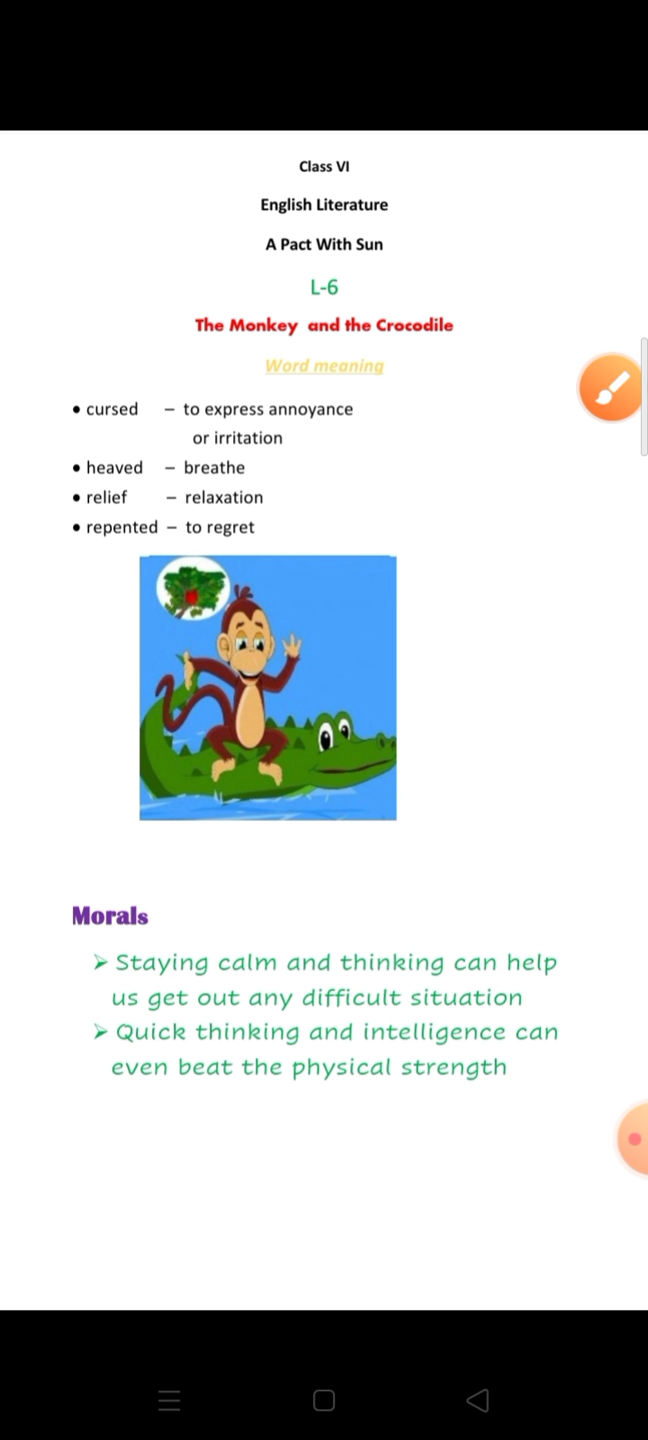 Class VI
English Literature
A Pact With Sun
L-6
The Monkey and the Crocodile
Word meaning
• cursed – to express annoyance
or irritation
• heaved – breathe
• relief – relaxation
• repented – to regret
Morals
➢ Staying calm and thinking can help
us get out any difficult situation
➢ Quick thinking and intelligence can
even beat the physical strength